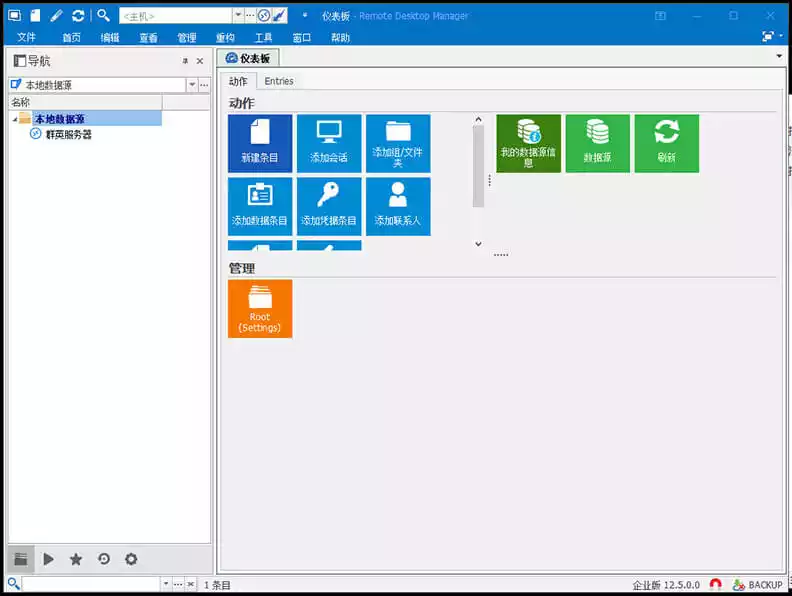 <主机>
仪表板 - Remote Desktop Manager
文件 首页 编辑 查看 管理 重构 工具 窗口 帮助
导航
仪表板
本地数据源
动作 Entries
名称
动作
本地数据源
群英服务器
新建条目
添加会话
添加组/文件
夹
我的数据源信
息
数据源
刷新
添加数据条目
添加凭据条目
添加联系人
管理
Root
(Settings)
1 条目
企业版 12.5.0.0
BACKUP